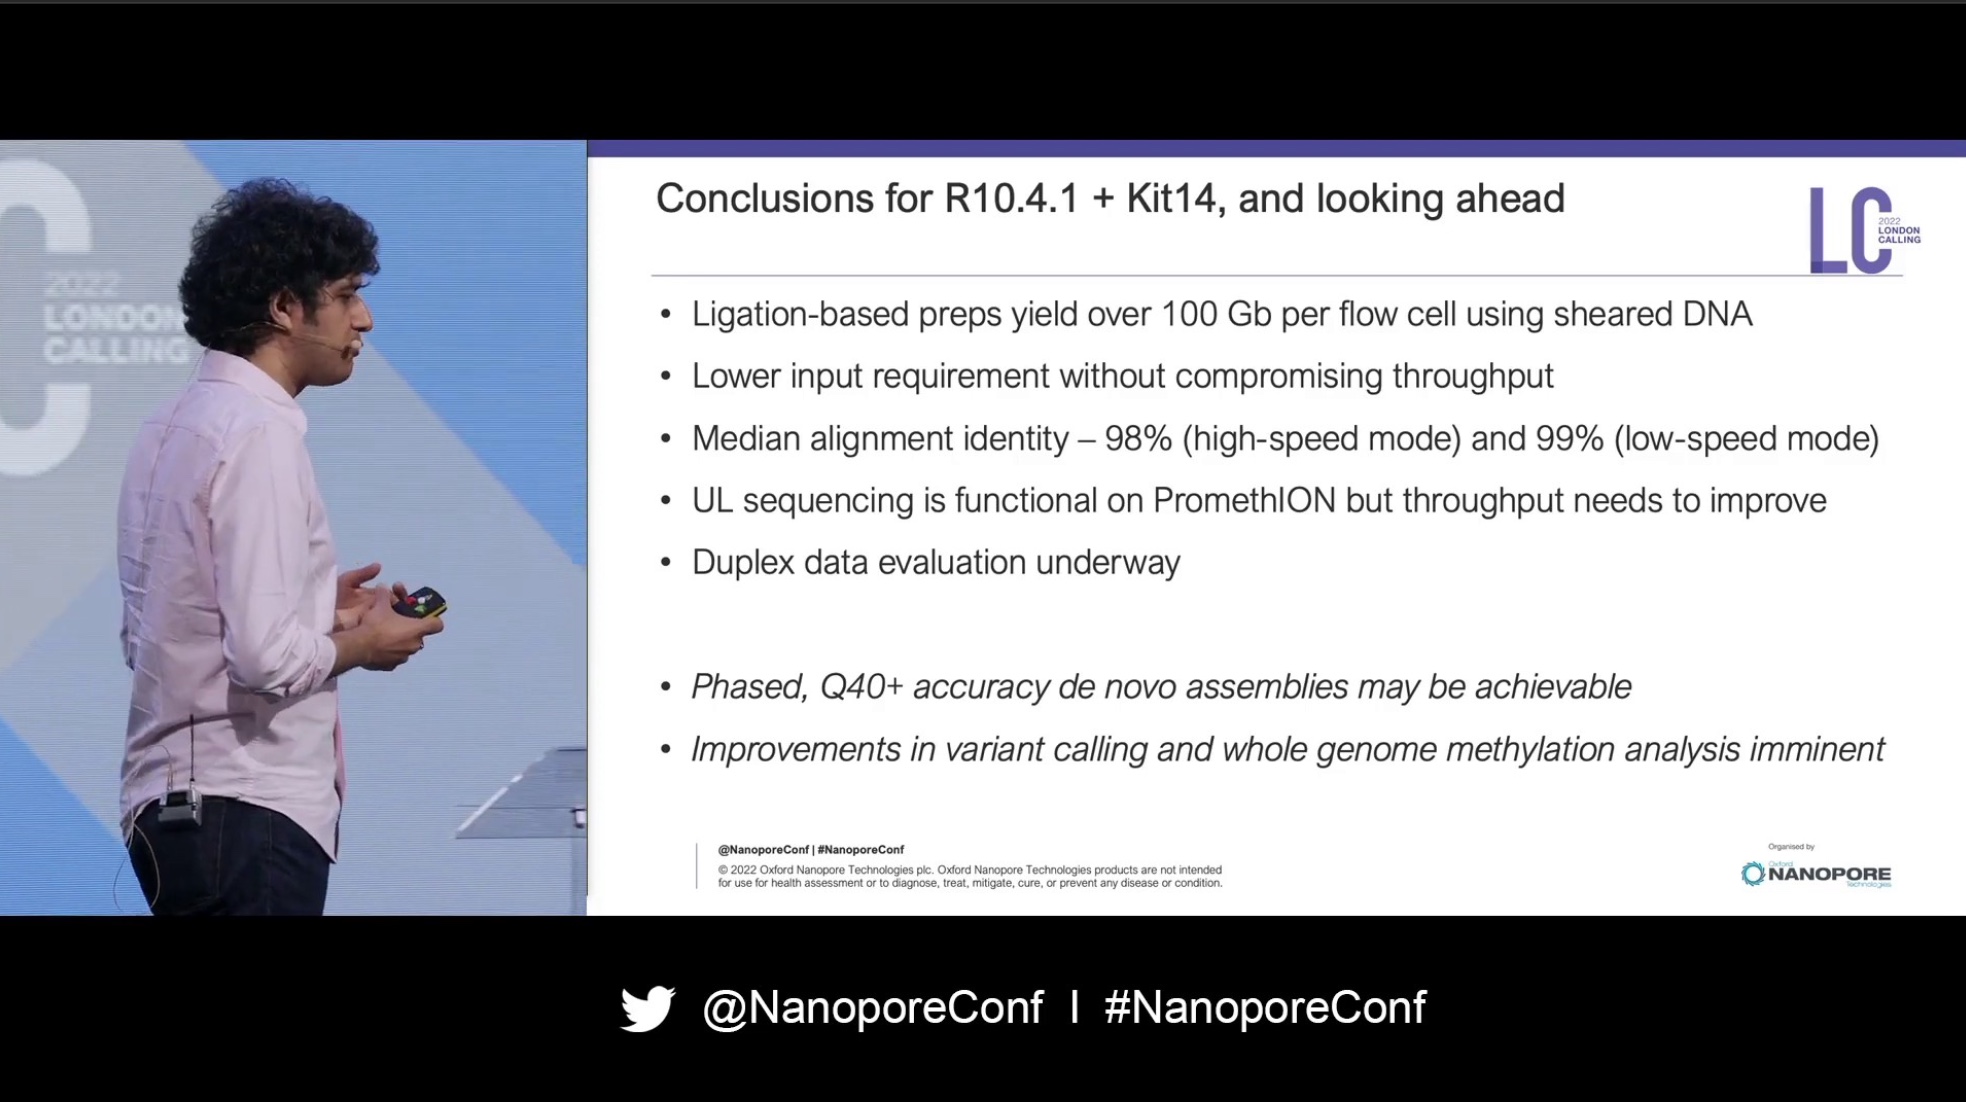 2022
LONDON
CALLING
Conclusions for R10.4.1 + Kit14, and looking ahead
LC
2022
LONDON
CALLING
• Ligation-based preps yield over 100 Gb per flow cell using sheared DNA
• Lower input requirement without compromising throughput
• Median alignment identity – 98% (high-speed mode) and 99% (low-speed mode)
• UL sequencing is functional on PromethION but throughput needs to improve
• Duplex data evaluation underway
• Phased, Q40+ accuracy de novo assemblies may be achievable
• Improvements in variant calling and whole genome methylation analysis imminent
@NanoporeConf | #NanoporeConf
© 2022 Oxford Nanopore Technologies plc. Oxford Nanopore Technologies products are not intended
for use for health assessment or to diagnose, treat, mitigate, cure, or prevent any disease or condition.
Organised by
Oxford
NANOPORE
Technologies
@NanoporeConf | #NanoporeConf